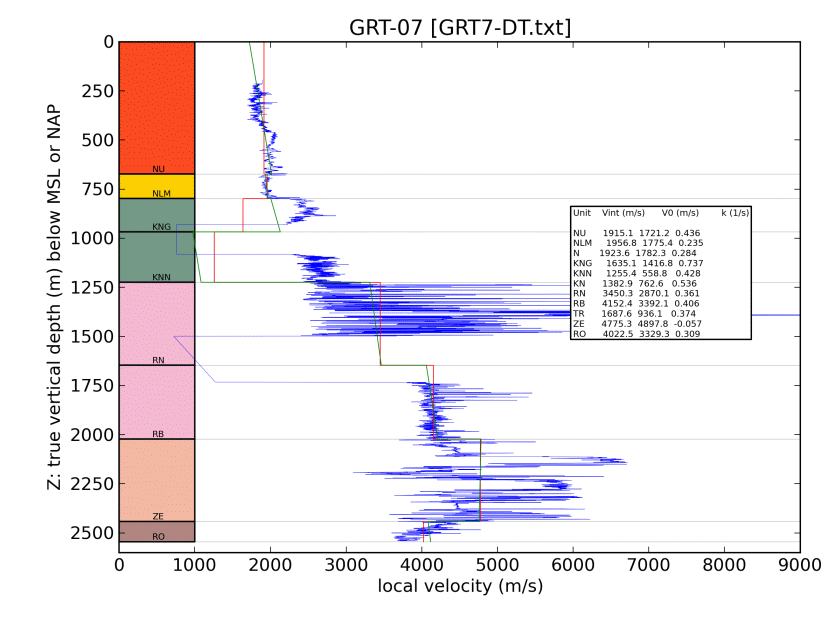 GRT-07 [GRT7-DT.txt]
Z: true vertical depth (m) below MSL or NAP
0
250
500
750
1000
1250
1500
1750
2000
2250
2500
NU
NLM
KNG
KNN
RN
RB
ZE
RO
Unit Vint (m/s) V0 (m/s) k (1/s)
NU 1915.1 1721.2 0.436
NLM 1956.8 1775.4 0.235
N 1923.6 1782.3 0.284
KNG 1635.1 1416.8 0.737
KNN 1255.4 558.8 0.428
KN 1382.9 762.6 0.536
RN 3450.3 2870.1 0.361
RB 4152.4 3392.1 0.406
TR 1687.6 936.1 0.374
ZE 4775.3 4897.8 -0.057
RO 4022.5 3329.3 0.309
0 1000 2000 3000 4000 5000 6000 7000 8000 9000
local velocity (m/s)